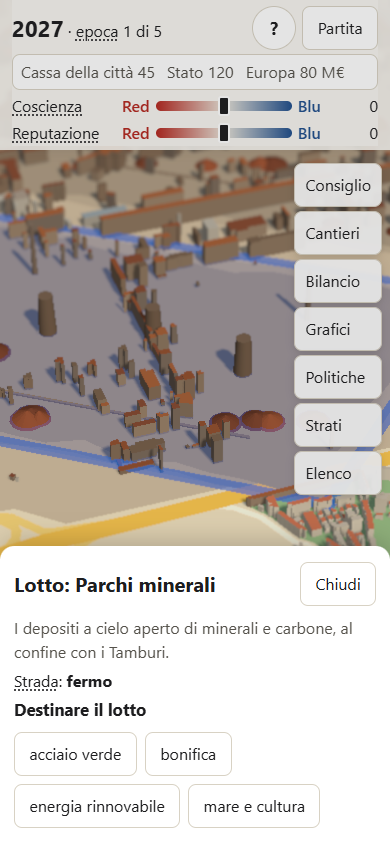 2027 · epoca 1 di 5
?
Partita
Cassa della città 45 Stato 120 Europa 80 M€
Coscienza Red Blu 0
Reputazione Red Blu 0
Consiglio
Cantieri
Bilancio
Grafici
Politiche
Strati
Elenco
Lotto: Parchi minerali
Chiudi
I depositi a cielo aperto di minerali e carbone, al
confine con i Tamburi.
Strada: fermo
Destinare il lotto
acciaio verde
bonifica
energia rinnovabile
mare e cultura